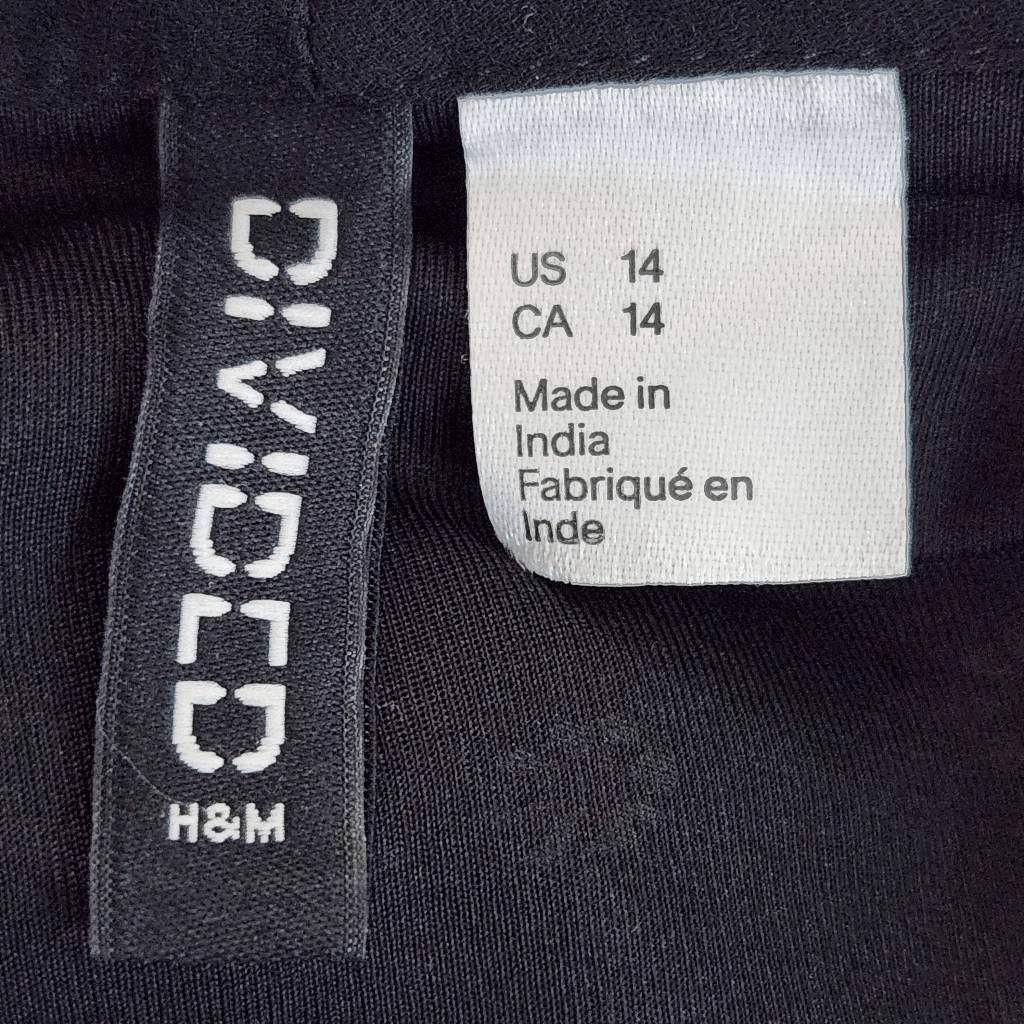 DIVIDED
H&M
US 14
CA 14
Made in
India
Fabriqué en
Inde